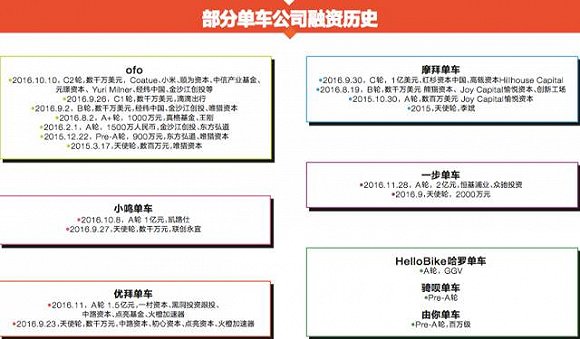 部分单车公司融资历史
ofo
2016.10.10,C2轮,数千万美元,Coatue、小米、顺为资本、中信产业基金、
元璟资本、Yuri Milner、经纬中国、金沙江创投等
2016.9.26,C1轮,数千万美元,滴滴出行
2016.9.2,B轮,数千万美元,经纬中国、金沙江创投、唯猎资本
2016.8.2,A+轮,1000万元,真格基金、王刚
2016.2.1,A轮,1500万人民币,金沙江创投、东方弘道
2015.12.22,Pre-A轮,900万元,东方弘道、唯猎资本
2015.3.17,天使轮,数百万元,唯猎资本
小鸣单车
2016.10.8,A轮 1亿元,凯路仕
2016.9.27,天使轮,数千万元,联创永宣
优拜单车
2016.11,A轮 1.5亿元,一村资本、黑洞投资跟投、
中路资本、点亮基金、火橙加速器
2016.9.23,天使轮,数千万元,中路资本、初心资本、点亮资本、火橙加速器
摩拜单车
2016.9.30,C轮,1亿美元,红杉资本中国、高瓴资本Hillhouse Capital
2016.8.19,B轮,数千万美元 熊猫资本、Joy Capital愉悦资本、创新工场
2015.10.30,A轮,数百万美元 Joy Capital愉悦资本
2015,天使轮,李斌
一步单车
2016.11.28,A轮,2亿元,恒基浦业、众驰投资
2016.9,天使轮,2000万元
HelloBike哈罗单车
A轮,GGV
骑呗单车
Pre-A轮
由你单车
Pre-A轮,百万级